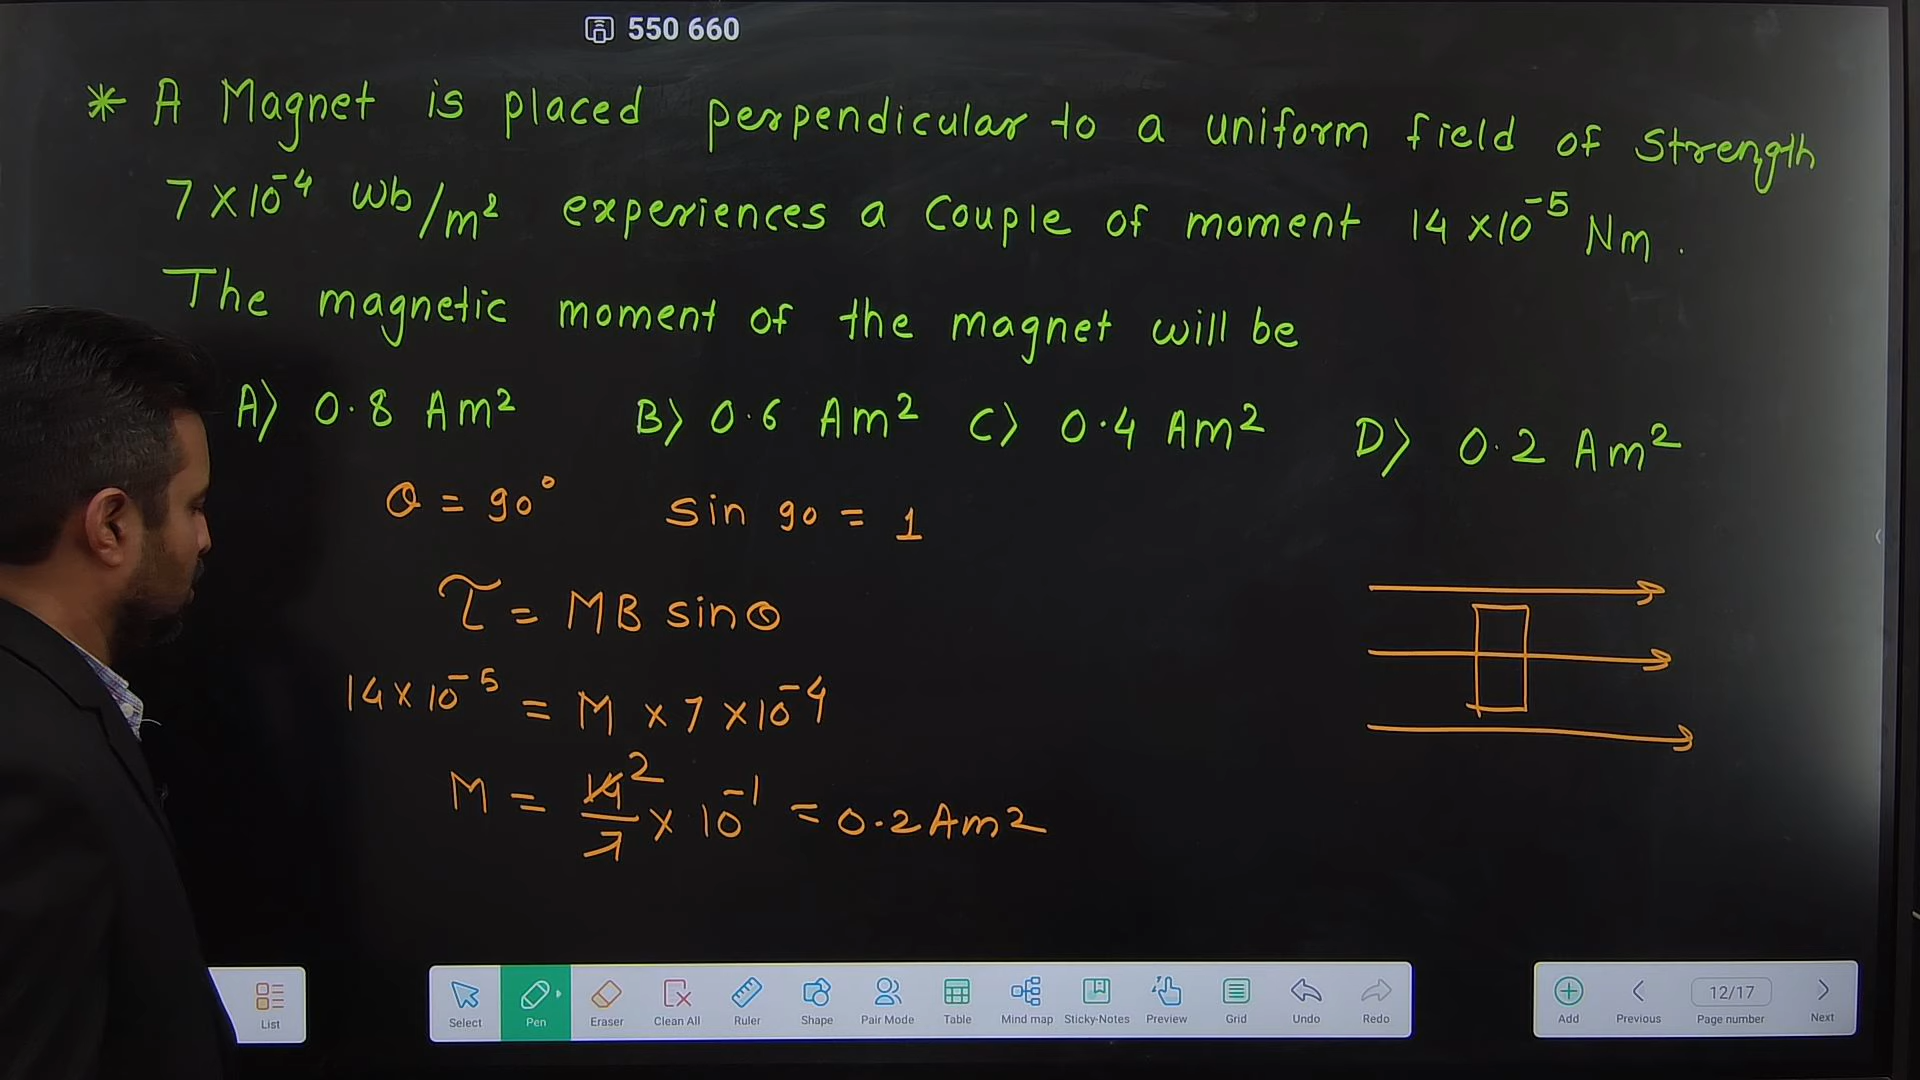 550 660
* A Magnet is placed perpendicular to a uniform field of strength
7 × 10⁻⁴ wb/m² experiences a couple of moment 14 ×10⁻⁵ Nm.
The magnetic moment of the magnet will be
A) 0.8 Am² B) 0.6 Am² C) 0.4 Am² D) 0.2 Am²
θ = 90° sin 90 = 1
τ = MB sinθ
14 × 10⁻⁵ = M × 7 × 10⁻⁴
M = 14²/7 × 10⁻¹ = 0.2 Am²
List
Select Pen Eraser Clean All Ruler Shape Pair Mode Table Mind map Sticky-Notes Preview Grid Undo Redo
12/17
Add Previous Page number Next